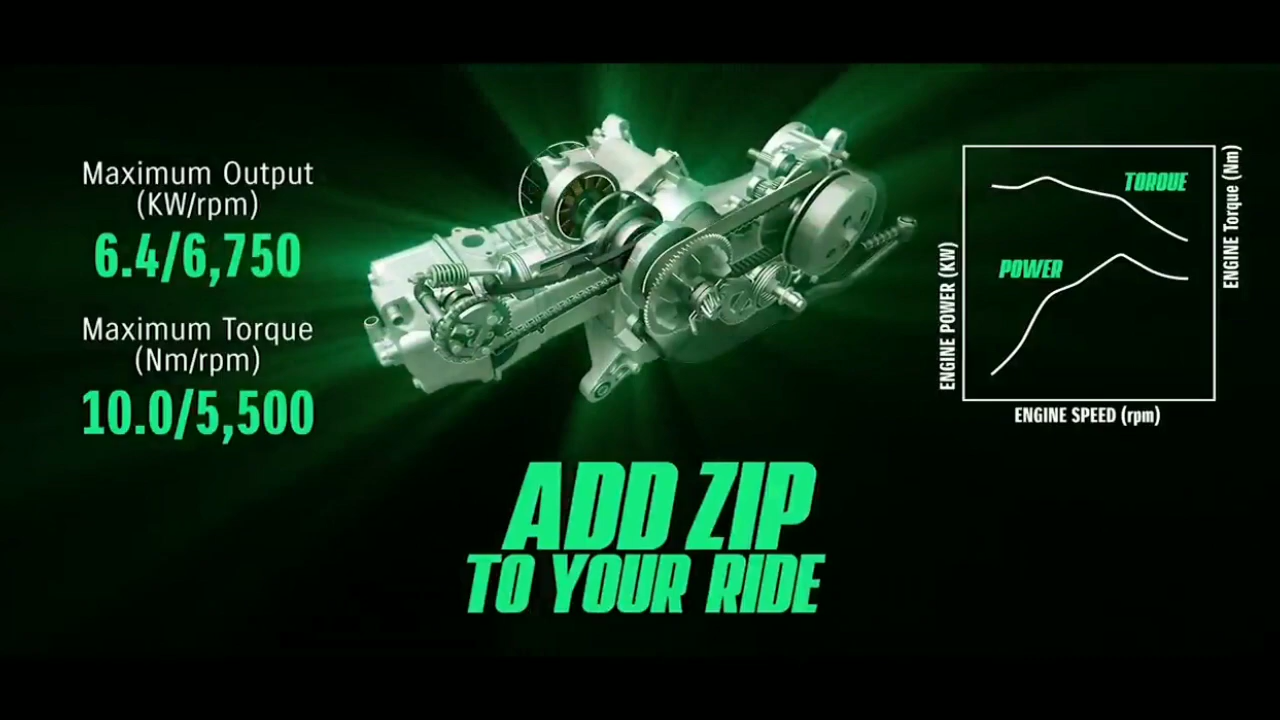 Maximum Output
(KW/rpm)
6.4/6,750
Maximum Torque
(Nm/rpm)
10.0/5,500
ADD ZIP
TO YOUR RIDE
TORQUE
POWER
ENGINE POWER (KW)
ENGINE Torque (Nm)
ENGINE SPEED (rpm)